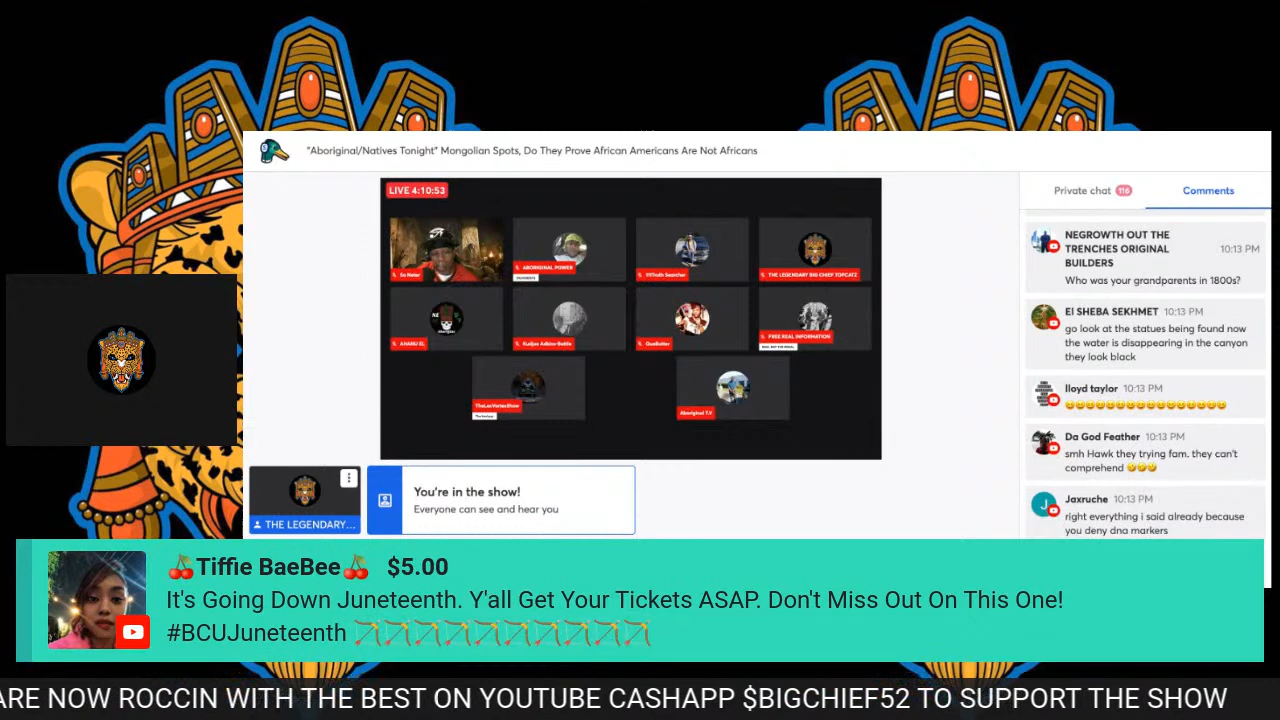 "Aboriginal/Natives Tonight" Mongolian Spots, Do They Prove African Americans Are Not Africans
LIVE 4:10:53
So Noter
ABORIGINAL POWER
911Truth Searcher
THE LEGENDARY BIG CHIEF TOPCATZ
AHANU EL
FREE REAL INFORMATION
TheLexVortexShow
Aboriginal T.V
Private chat 116
Comments
NEGROWTH OUT THE
TRENCHES ORIGINAL
BUILDERS
10:13 PM
Who was your grandparents in 1800s?
El SHEBA SEKHMET 10:13 PM
go look at the statues being found now
the water is disappearing in the canyon
they look black
lloyd taylor 10:13 PM
Da God Feather 10:13 PM
smh Hawk they trying fam. they can't
comprehend 🤣🤣🤣
Jaxruche 10:13 PM
right everything i said already because
you deny dna markers
THE LEGENDARY...
You're in the show!
Everyone can see and hear you
🍒Tiffie BaeBee🍒 $5.00
It's Going Down Juneteenth. Y'all Get Your Tickets ASAP. Don't Miss Out On This One!
#BCUJuneteenth 🏹🏹🏹🏹🏹🏹🏹🏹🏹🏹
ARE NOW ROCCIN WITH THE BEST ON YOUTUBE CASHAPP $BIGCHIEF52 TO SUPPORT THE SHOW